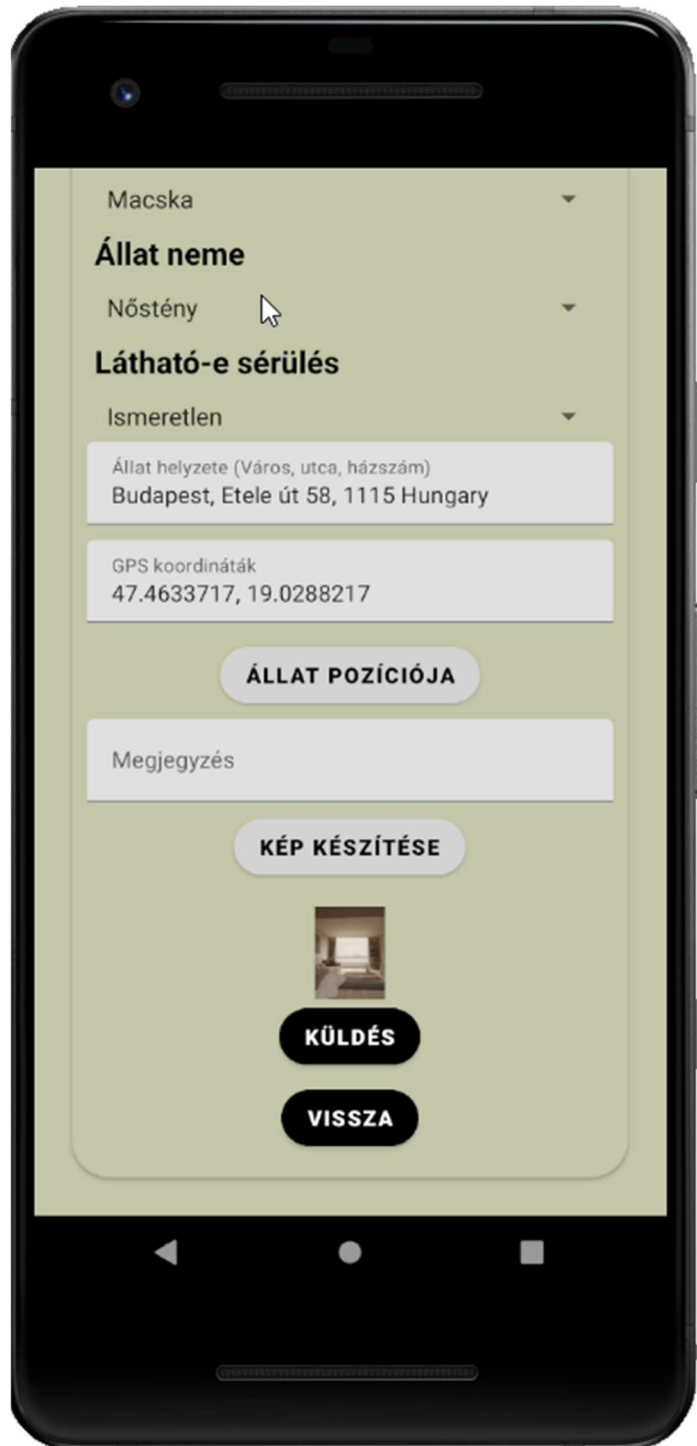 Macska
Állat neme
Nőstény
Látható-e sérülés
Ismeretlen
Állat helyzete (Város, utca, házszám)
Budapest, Etele út 58, 1115 Hungary
GPS koordináták
47.4633717, 19.0288217
ÁLLAT POZÍCIÓJA
Megjegyzés
KÉP KÉSZÍTÉSE
KÜLDÉS
VISSZA